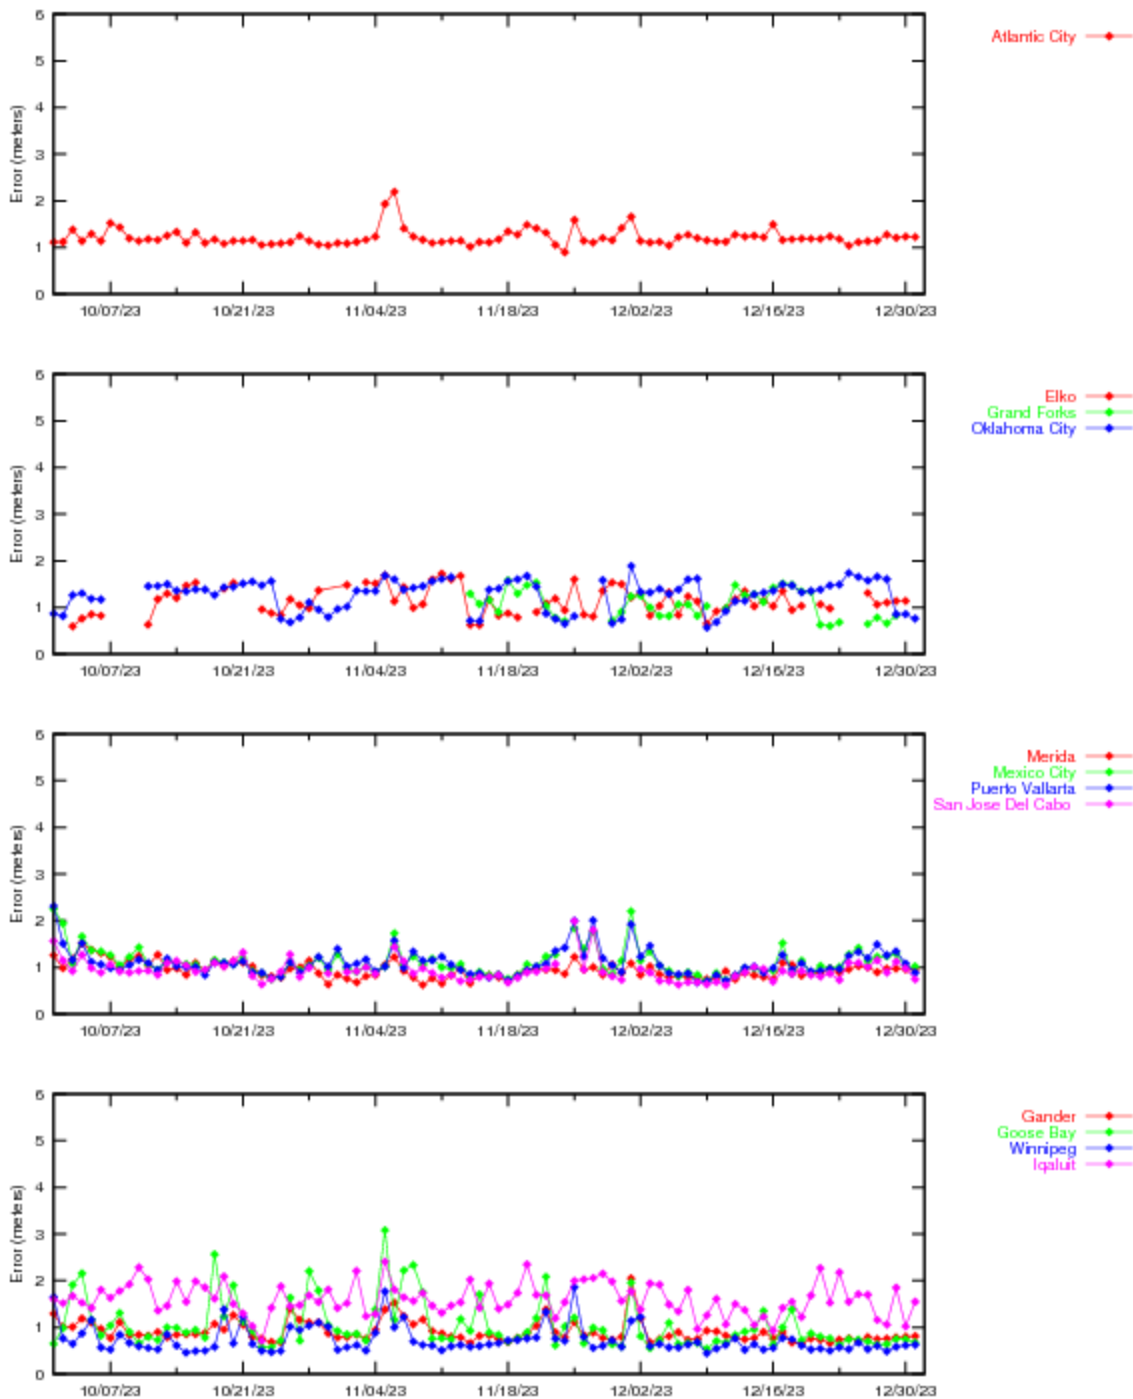 6
5
4
3
2
1
0
Error (meters)
10/07/23 10/21/23 11/04/23 11/18/23 12/02/23 12/16/23 12/30/23
Atlantic City
6
5
4
3
2
1
0
Error (meters)
10/07/23 10/21/23 11/04/23 11/18/23 12/02/23 12/16/23 12/30/23
Elko
Grand Forks
Oklahoma City
6
5
4
3
2
1
0
Error (meters)
10/07/23 10/21/23 11/04/23 11/18/23 12/02/23 12/16/23 12/30/23
Merida
Mexico City
Puerto Vallarta
San Jose Del Cabo
6
5
4
3
2
1
0
Error (meters)
10/07/23 10/21/23 11/04/23 11/18/23 12/02/23 12/16/23 12/30/23
Gander
Goose Bay
Winnipeg
Iqaluit